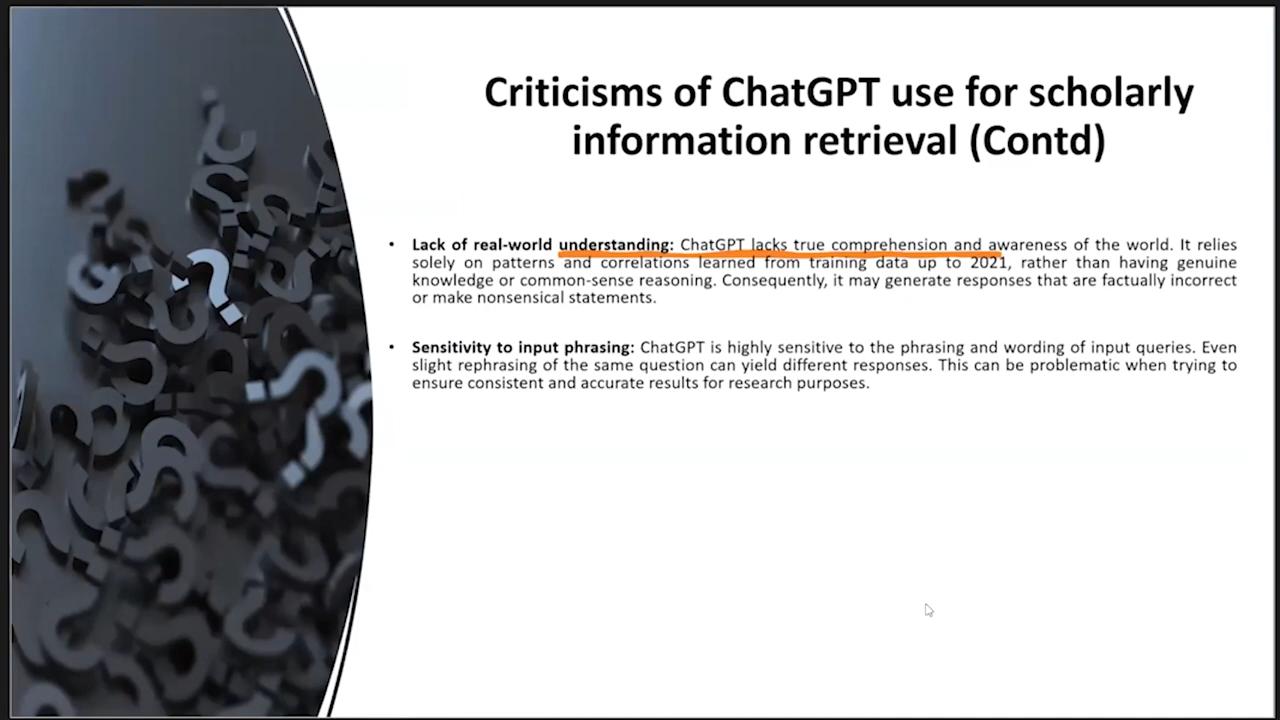 Criticisms of ChatGPT use for scholarly
information retrieval (Contd)
• Lack of real-world understanding: ChatGPT lacks true comprehension and awareness of the world. It relies
solely on patterns and correlations learned from training data up to 2021, rather than having genuine
knowledge or common-sense reasoning. Consequently, it may generate responses that are factually incorrect
or make nonsensical statements.
• Sensitivity to input phrasing: ChatGPT is highly sensitive to the phrasing and wording of input queries. Even
slight rephrasing of the same question can yield different responses. This can be problematic when trying to
ensure consistent and accurate results for research purposes.